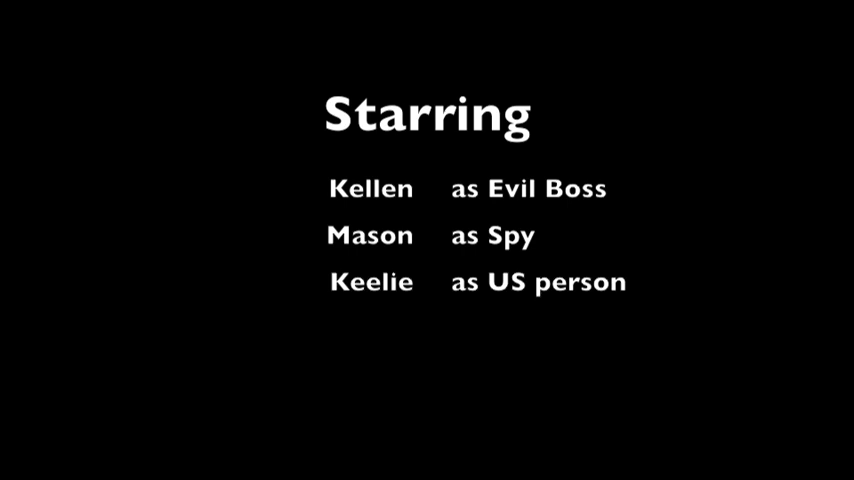 Starring
Kellen as Evil Boss
Mason as Spy
Keelie as US person